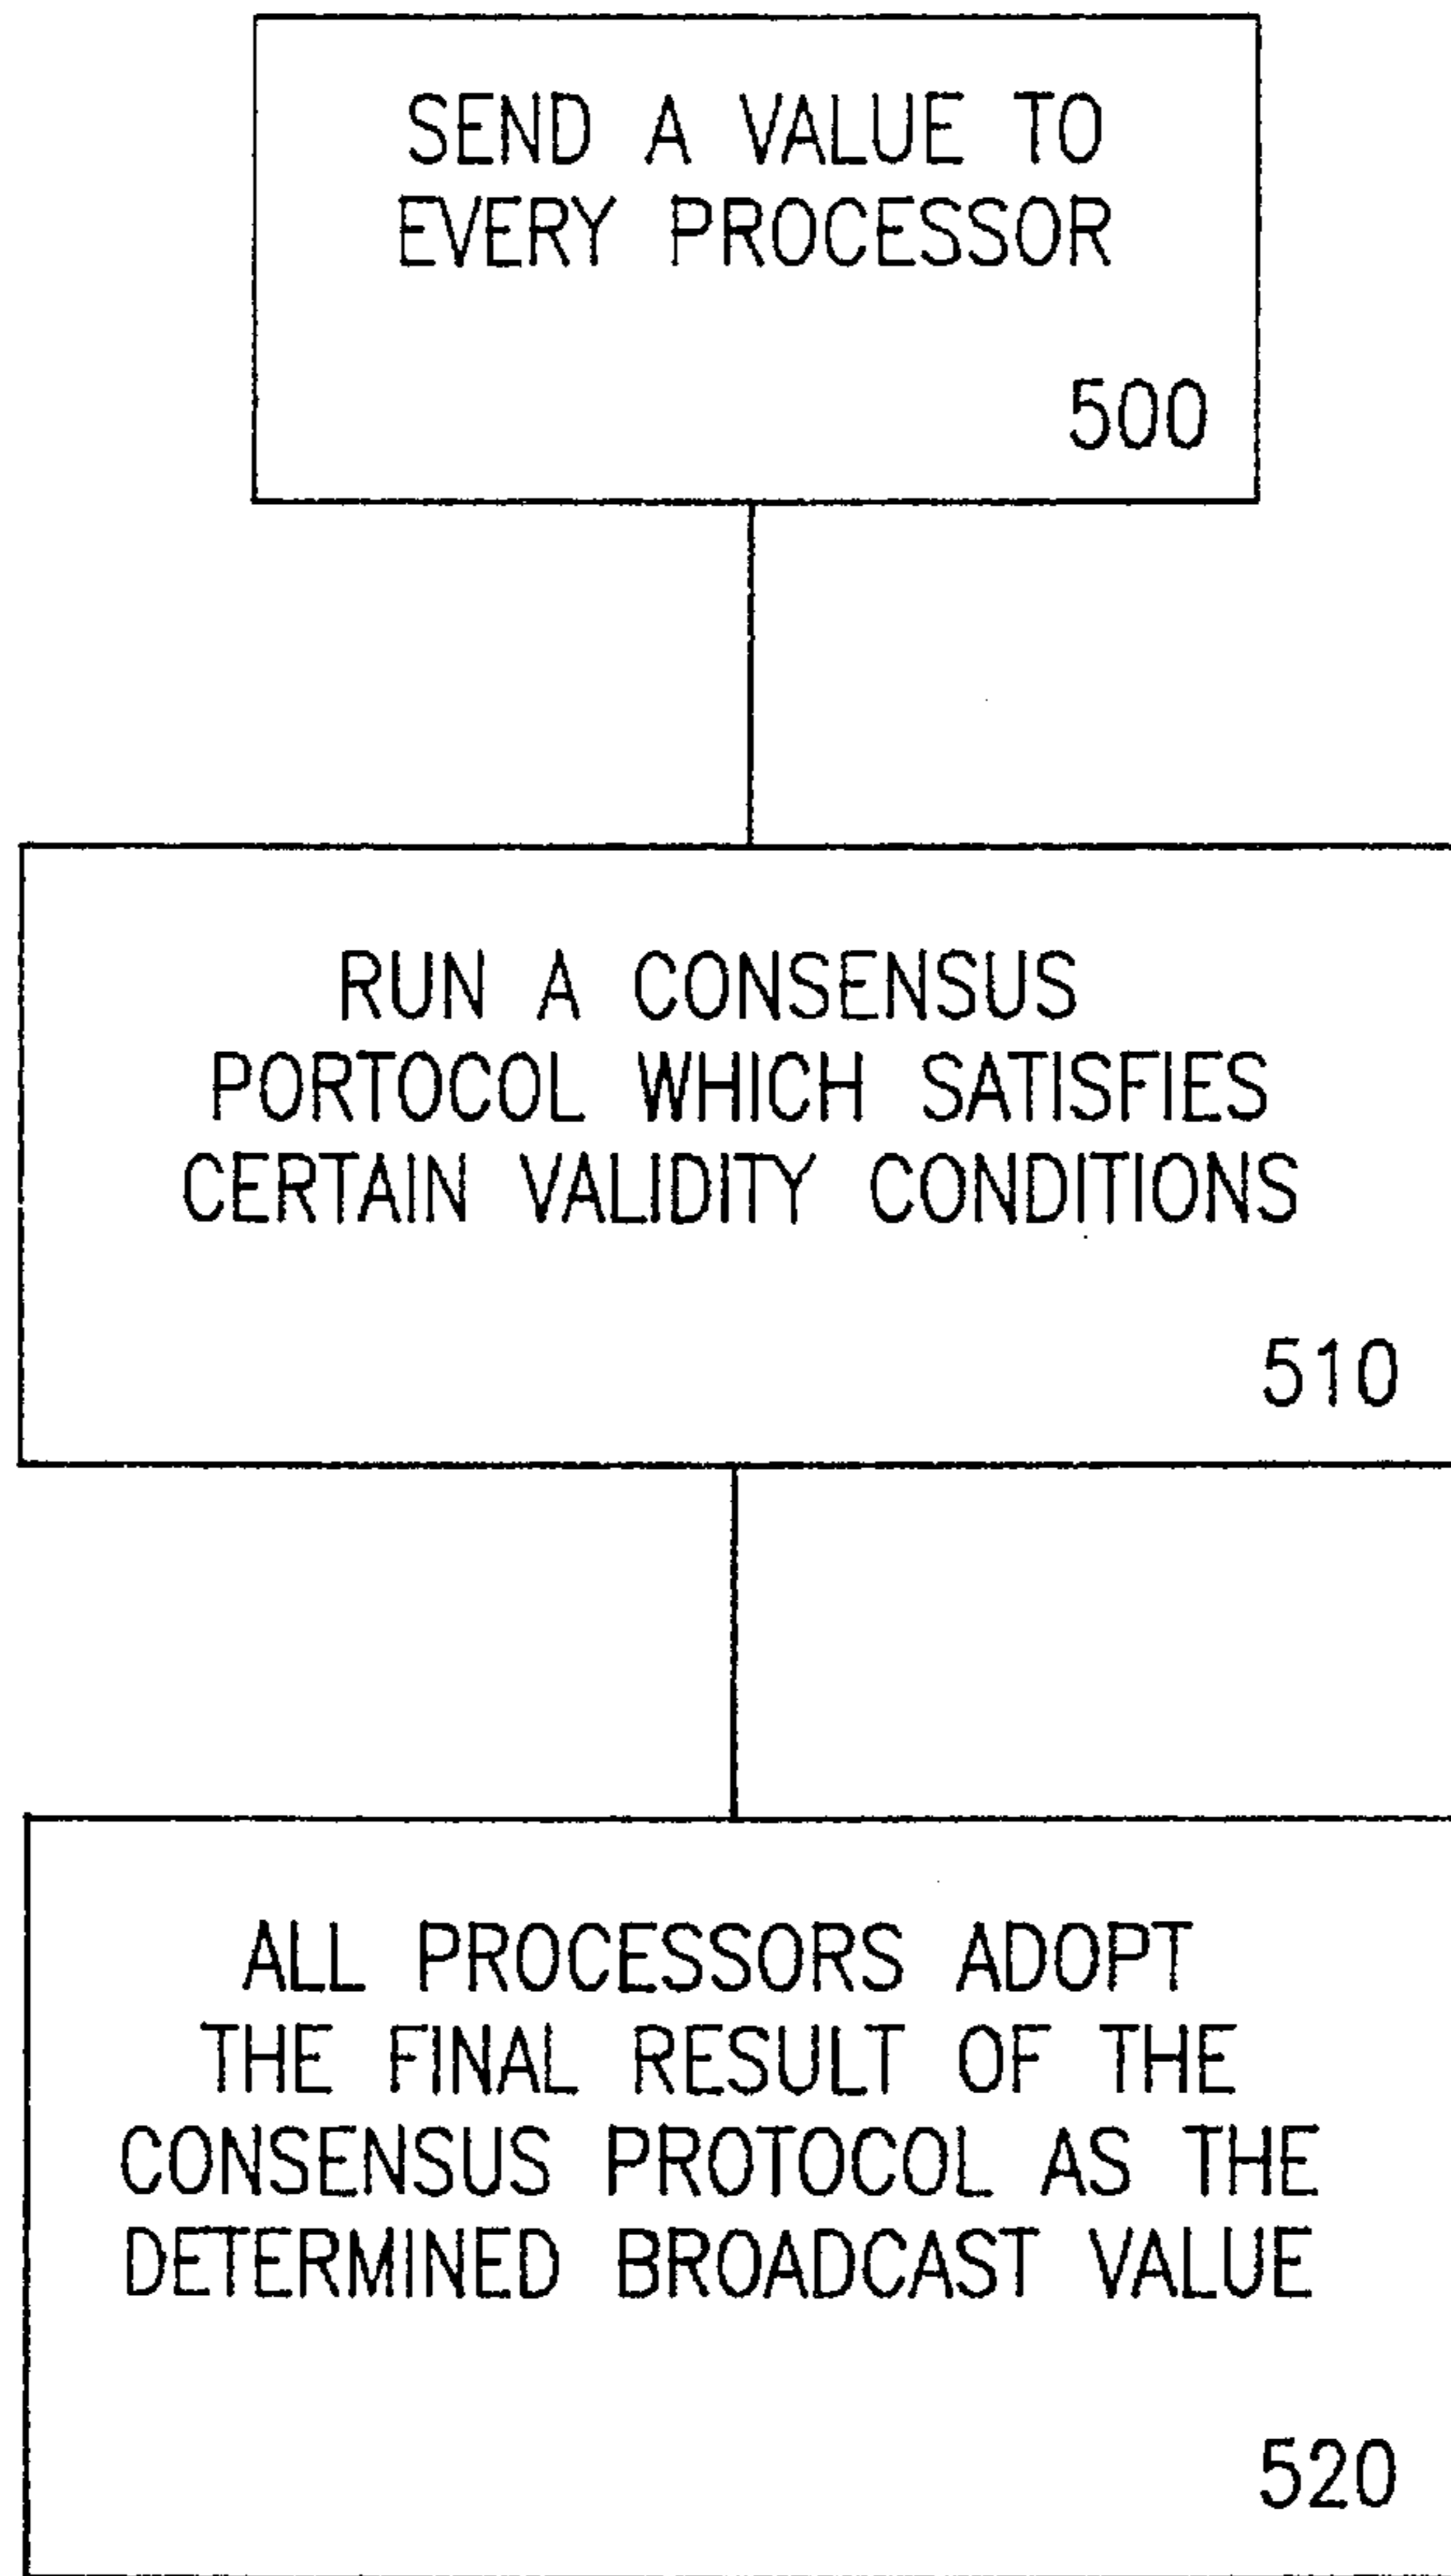 SEND A VALUE TO
EVERY PROCESSOR
500
RUN A CONSENSUS
PORTOCOL WHICH SATISFIES
CERTAIN VALIDITY CONDITIONS
510
ALL PROCESSORS ADOPT
THE FINAL RESULT OF THE
CONSENSUS PROTOCOL AS THE
DETERMINED BROADCAST VALUE
520